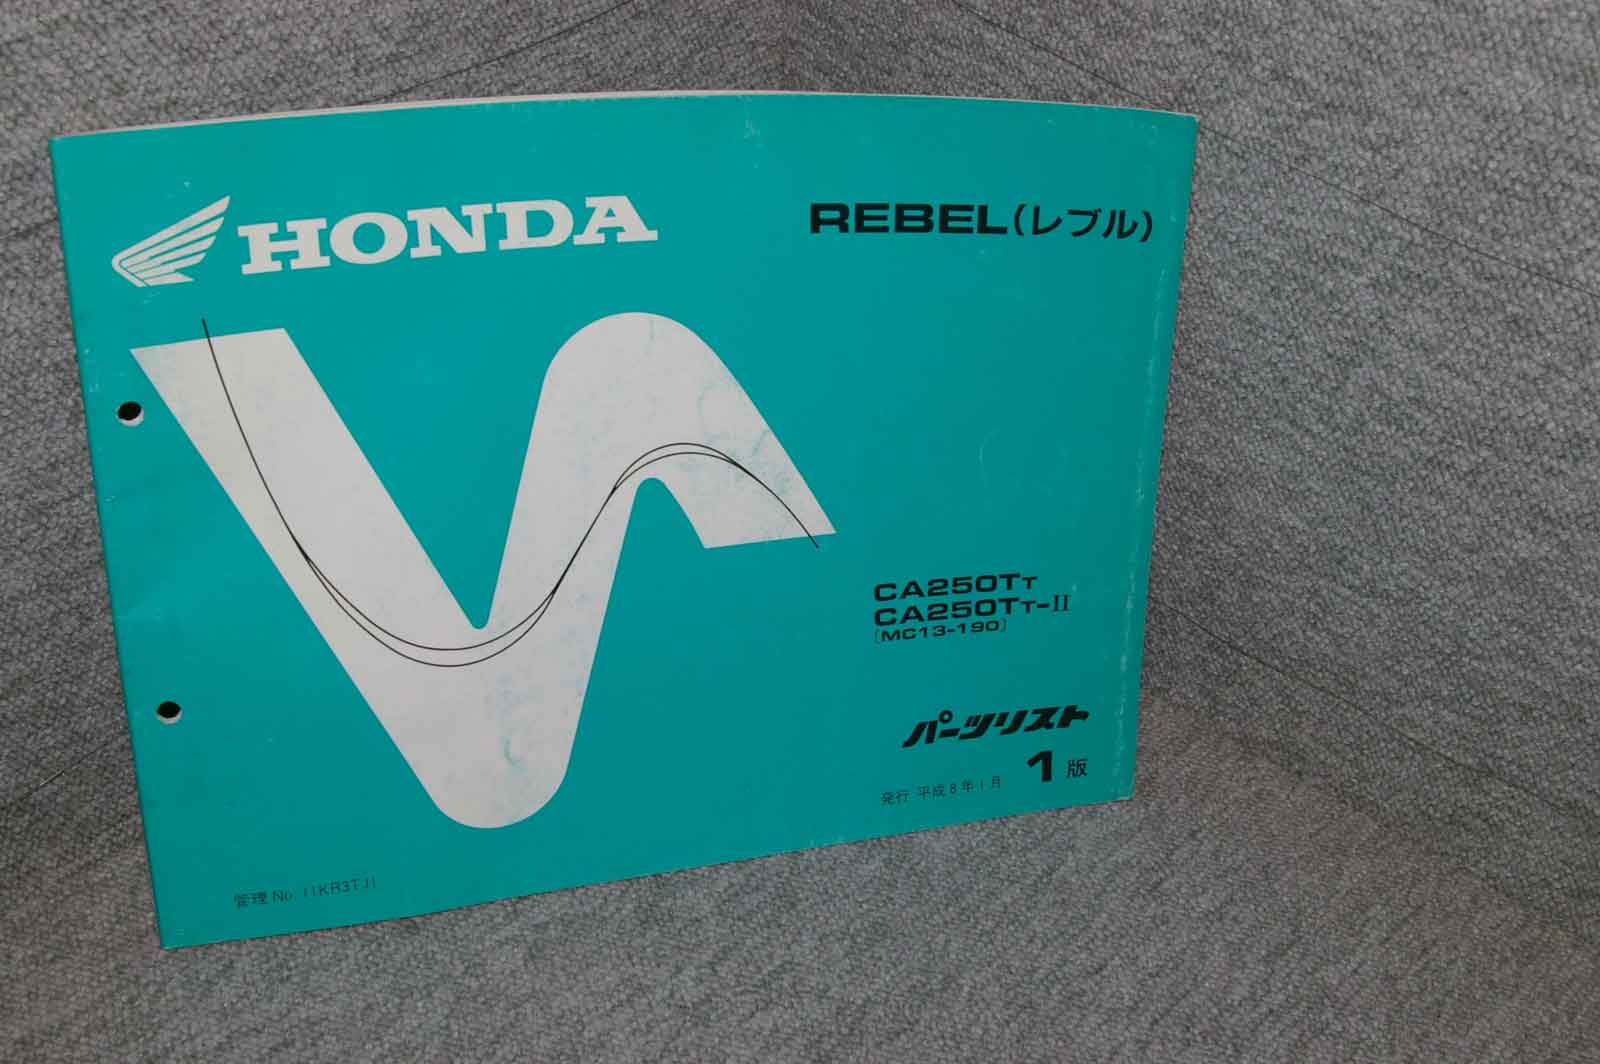 HONDA
REBEL(レブル)
CA250TT
CA250TT-II
(MC13-190)
パーツリスト
発行 平成8年1月 1版
管理 No. 11KR3TJ1